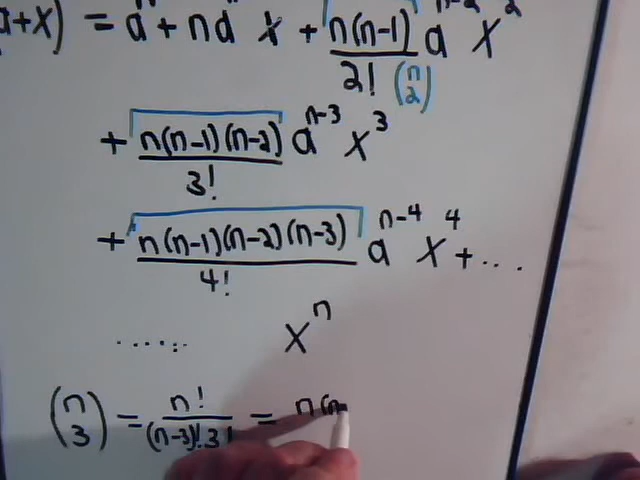 a+x) = a^n + na x + n(n-1)/2! a^{n-2} x^2
(n 2)
+ n(n-1)(n-2)/3! a^{n-3} x^3
+ n(n-1)(n-2)(n-3)/4! a^{n-4} x^4 + ....
...... x^n
(n 3) = n!/(n-3)! 3! = n(n-